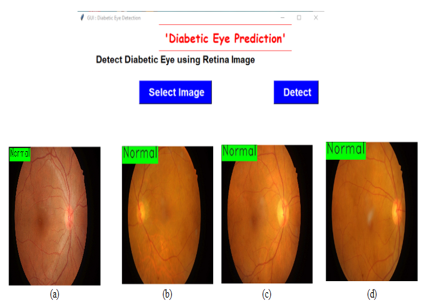 GUI : Diabetic Eye Detection
'Diabetic Eye Prediction'
Detect Diabetic Eye using Retina Image
Select Image
Detect
Normal
Normal
Normal
Normal
(a)
(b)
(c)
(d)